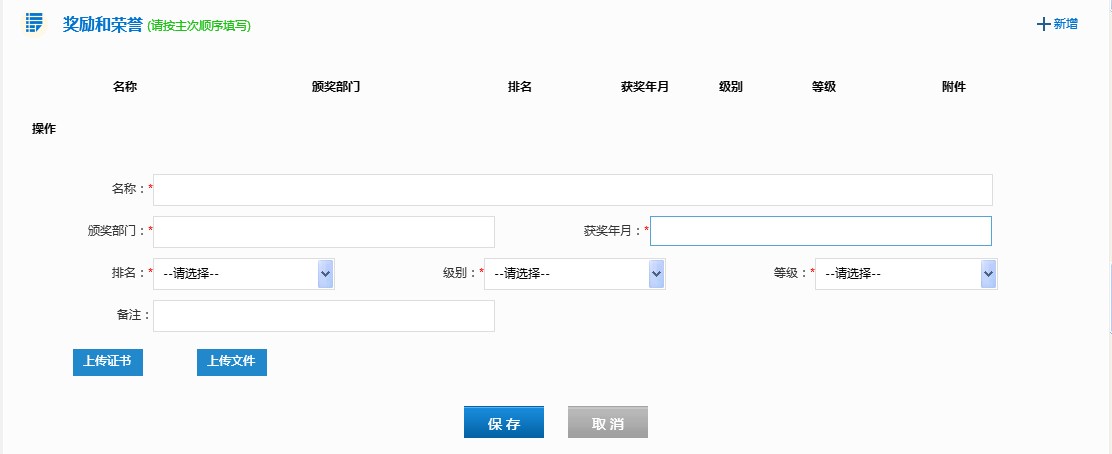 奖励和荣誉 (请按主次顺序填写) 新增
名称 颁奖部门 排名 获奖年月 级别 等级 附件
操作
名称：*
颁奖部门：* 获奖年月：*
排名：* --请选择-- 级别：* --请选择-- 等级：* --请选择--
备注：
上传证书 上传文件
保 存 取 消